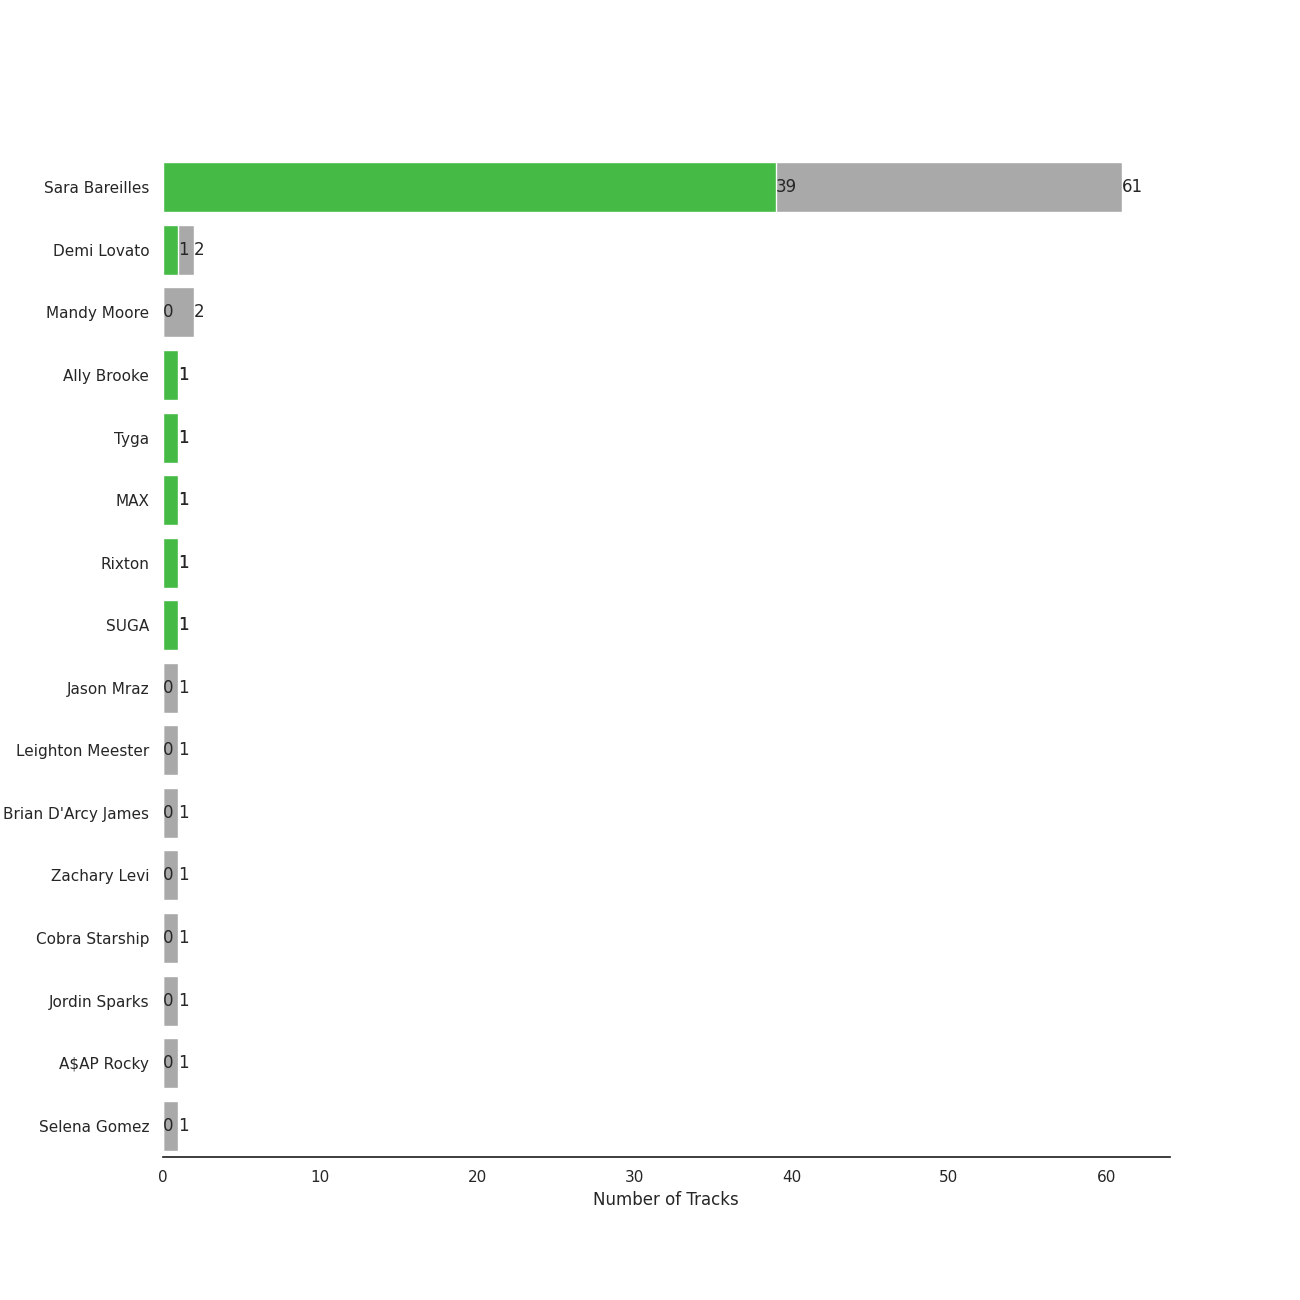 Sara Bareilles 39 61
Demi Lovato 1 2
Mandy Moore 0 2
Ally Brooke 1
Tyga 1
MAX 1
Rixton 1
SUGA 1
Jason Mraz 0 1
Leighton Meester 0 1
Brian D'Arcy James 0 1
Zachary Levi 0 1
Cobra Starship 0 1
Jordin Sparks 0 1
A$AP Rocky 0 1
Selena Gomez 0 1
0 10 20 30 40 50 60
Number of Tracks